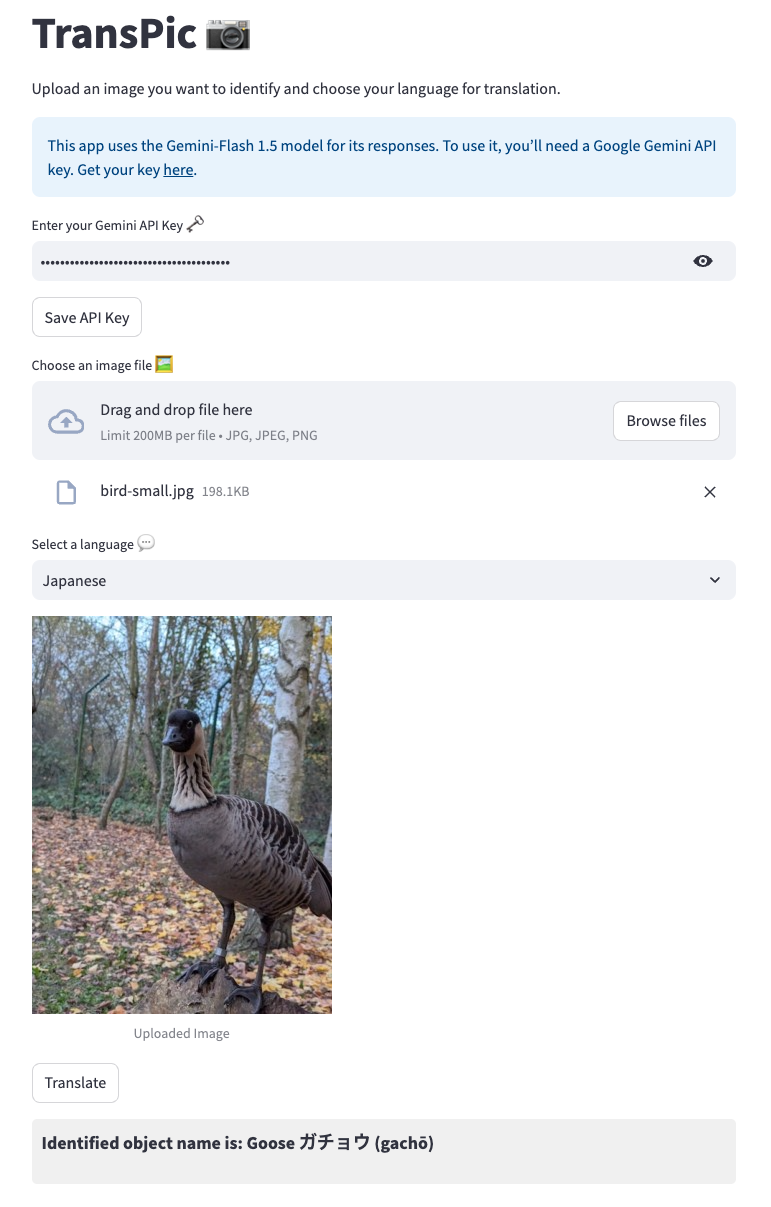 TransPic 📷
Upload an image you want to identify and choose your language for translation.
This app uses the Gemini-Flash 1.5 model for its responses. To use it, you’ll need a Google Gemini API
key. Get your key here.
Enter your Gemini API Key 🗝️
•••••••••••••••••••••••••••••••••••••••
Save API Key
Choose an image file 🖼️
Drag and drop file here
Limit 200MB per file • JPG, JPEG, PNG
Browse files
bird-small.jpg 198.1KB
Select a language 💬
Japanese
Uploaded Image
Translate
Identified object name is: Goose ガチョウ (gachō)